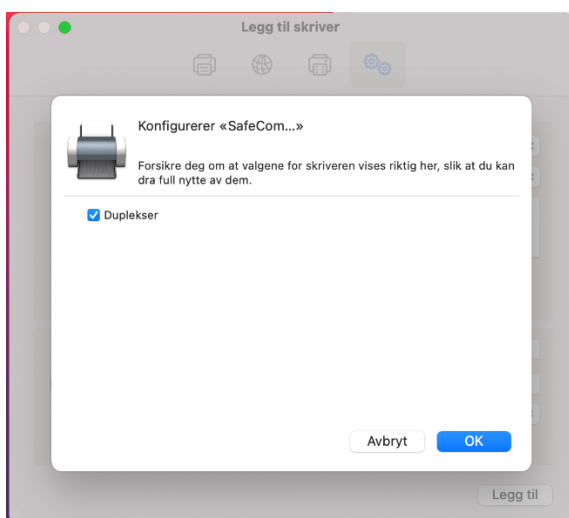 Legg til skriver
Konfigurerer «SafeCom...»
Forsikre deg om at valgene for skriveren vises riktig her, slik at du kan
dra full nytte av dem.
Duplekser
Avbryt
OK
Legg til